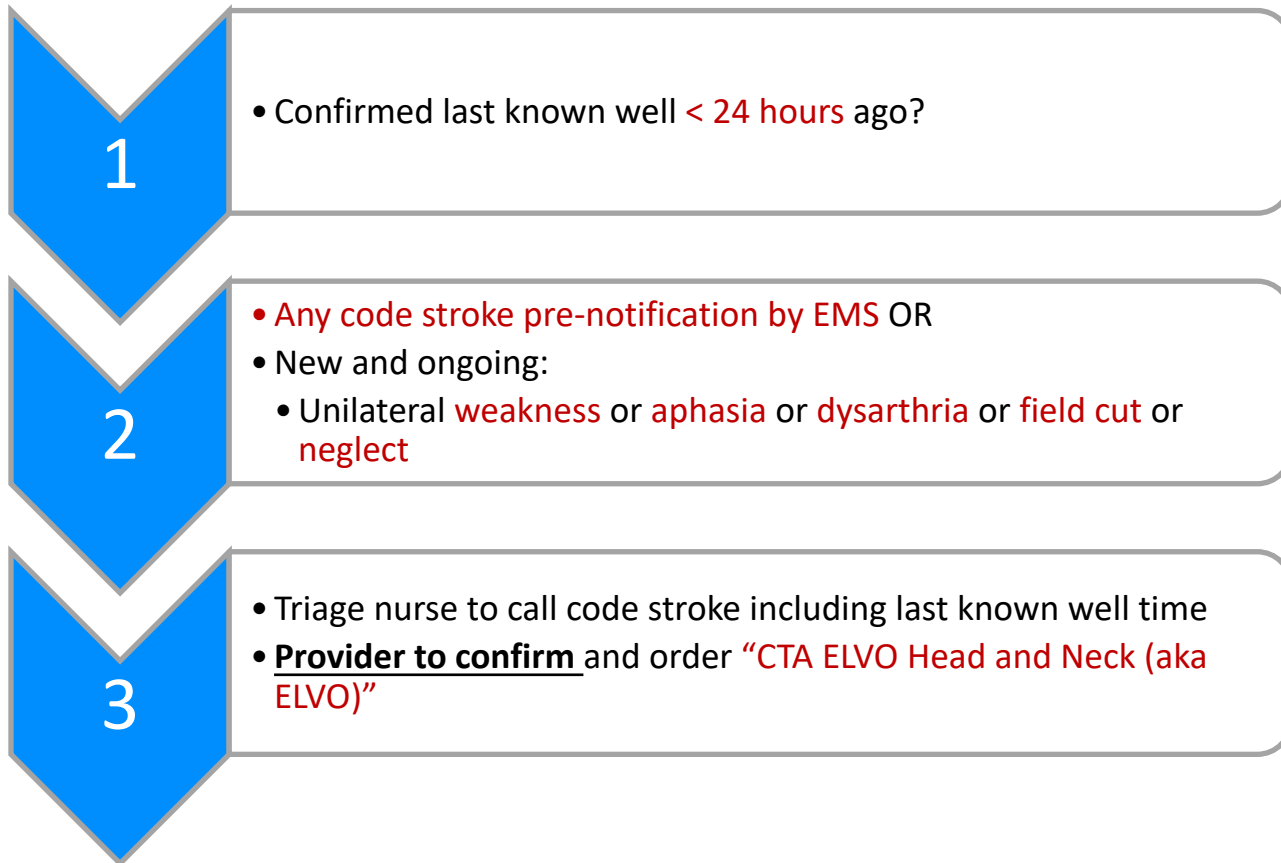 1
• Confirmed last known well < 24 hours ago?
2
• Any code stroke pre-notification by EMS OR
• New and ongoing:
• Unilateral weakness or aphasia or dysarthria or field cut or
neglect
3
• Triage nurse to call code stroke including last known well time
• Provider to confirm and order “CTA ELVO Head and Neck (aka
ELVO)”